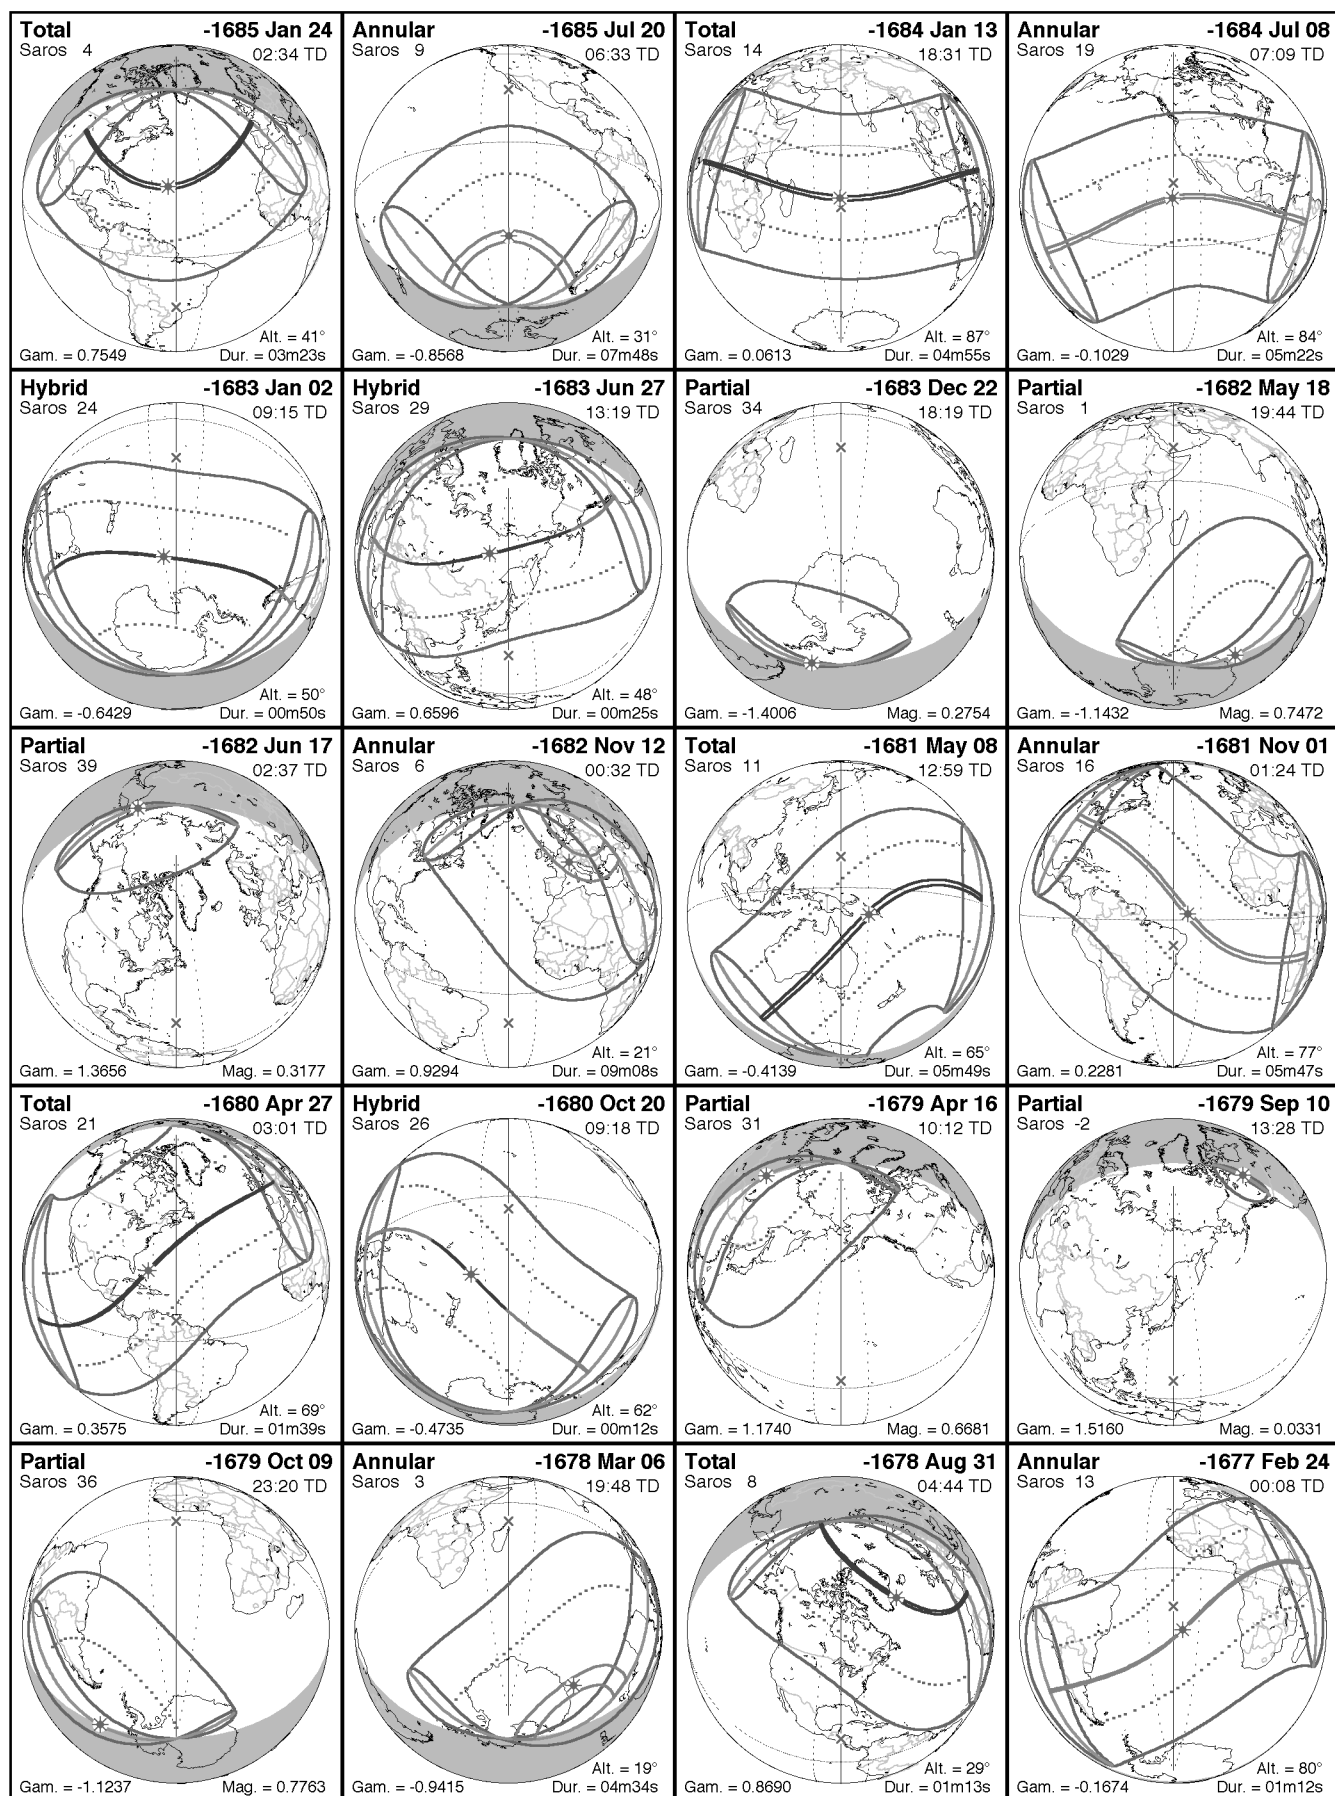 Total -1685 Jan 24
Saros 4 02:34 TD
Alt. = 41°
Gam. = 0.7549 Dur. = 03m23s
Annular -1685 Jul 20
Saros 9 06:33 TD
Alt. = 31°
Gam. = -0.8568 Dur. = 07m48s
Total -1684 Jan 13
Saros 14 18:31 TD
Alt. = 87°
Gam. = 0.0613 Dur. = 04m55s
Annular -1684 Jul 08
Saros 19 07:09 TD
Alt. = 84°
Gam. = -0.1029 Dur. = 05m22s
Hybrid -1683 Jan 02
Saros 24 09:15 TD
Alt. = 50°
Gam. = -0.6429 Dur. = 00m50s
Hybrid -1683 Jun 27
Saros 29 13:19 TD
Alt. = 48°
Gam. = 0.6596 Dur. = 00m25s
Partial -1683 Dec 22
Saros 34 18:19 TD
Gam. = -1.4006 Mag. = 0.2754
Partial -1682 May 18
Saros 1 19:44 TD
Gam. = -1.1432 Mag. = 0.7472
Partial -1682 Jun 17
Saros 39 02:37 TD
Gam. = 1.3656 Mag. = 0.3177
Annular -1682 Nov 12
Saros 6 00:32 TD
Alt. = 21°
Gam. = 0.9294 Dur. = 09m08s
Total -1681 May 08
Saros 11 12:59 TD
Alt. = 65°
Gam. = -0.4139 Dur. = 05m49s
Annular -1681 Nov 01
Saros 16 01:24 TD
Alt. = 77°
Gam. = 0.2281 Dur. = 05m47s
Total -1680 Apr 27
Saros 21 03:01 TD
Alt. = 69°
Gam. = 0.3575 Dur. = 01m39s
Hybrid -1680 Oct 20
Saros 26 09:18 TD
Alt. = 62°
Gam. = -0.4735 Dur. = 00m12s
Partial -1679 Apr 16
Saros 31 10:12 TD
Gam. = 1.1740 Mag. = 0.6681
Partial -1679 Sep 10
Saros -2 13:28 TD
Gam. = 1.5160 Mag. = 0.0331
Partial -1679 Oct 09
Saros 36 23:20 TD
Gam. = -1.1237 Mag. = 0.7763
Annular -1678 Mar 06
Saros 3 19:48 TD
Alt. = 19°
Gam. = -0.9415 Dur. = 04m34s
Total -1678 Aug 31
Saros 8 04:44 TD
Alt. = 29°
Gam. = 0.8690 Dur. = 01m13s
Annular -1677 Feb 24
Saros 13 00:08 TD
Alt. = 80°
Gam. = -0.1674 Dur. = 01m12s